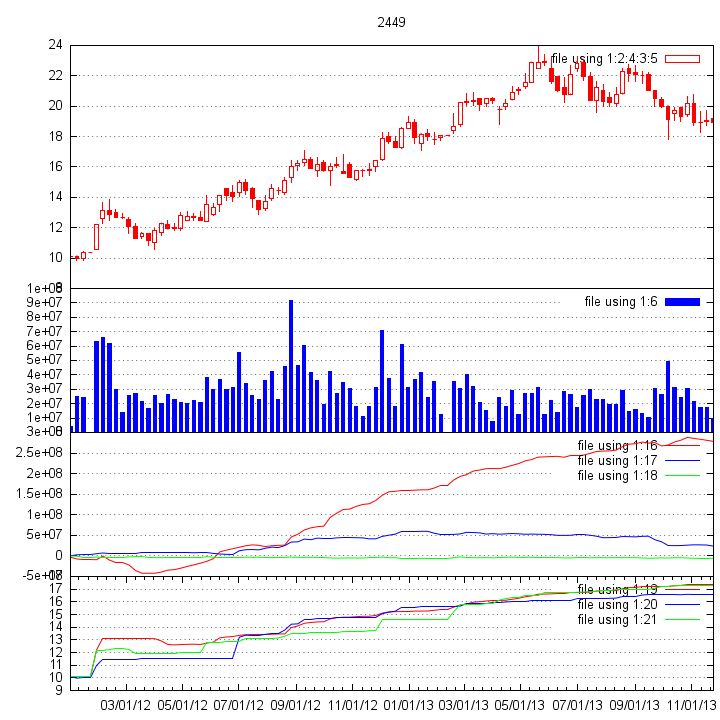 2449
24
file using 1:2:4:3:5
22
20
18
16
14
12
10
8
1e+08
file using 1:6
9e+07
8e+07
7e+07
6e+07
5e+07
4e+07
3e+07
2e+07
1e+07
0
3e+08
file using 1:16
2.5e+08
file using 1:17
2e+08
file using 1:18
1.5e+08
1e+08
5e+07
0
-5e+07
18
17
file using 1:19
16
file using 1:20
15
file using 1:21
14
13
12
11
10
9
03/01/12 05/01/12 07/01/12 09/01/12 11/01/12 01/01/13 03/01/13 05/01/13 07/01/13 09/01/13 11/01/13